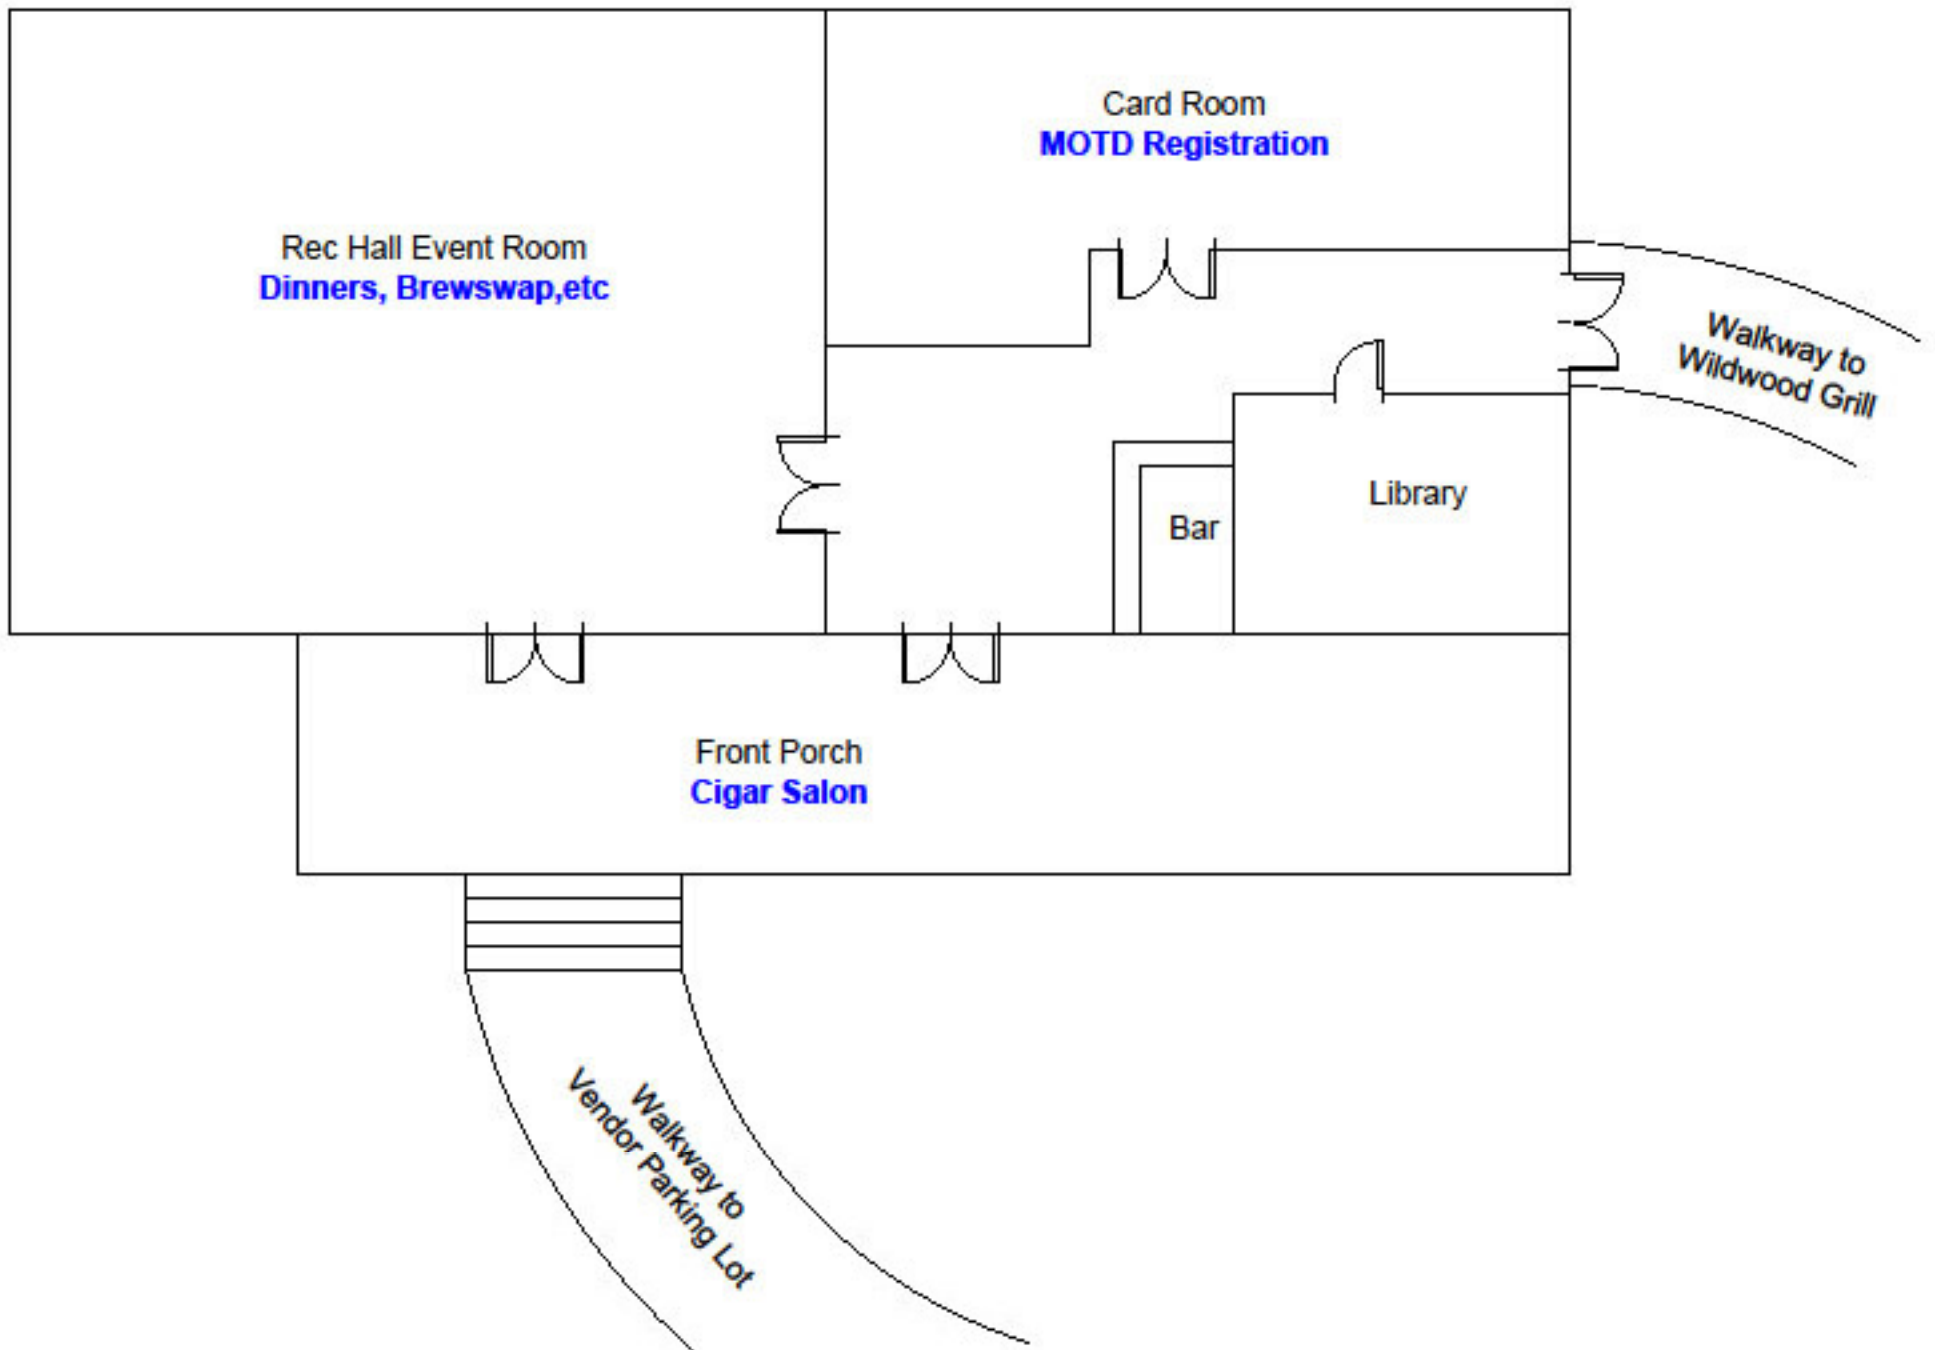 Card Room
MOTD Registration
Rec Hall Event Room
Dinners, Brewswap,etc
Walkway to
Wildwood Grill
Library
Bar
Front Porch
Cigar Salon
Walkway to
Vendor Parking Lot